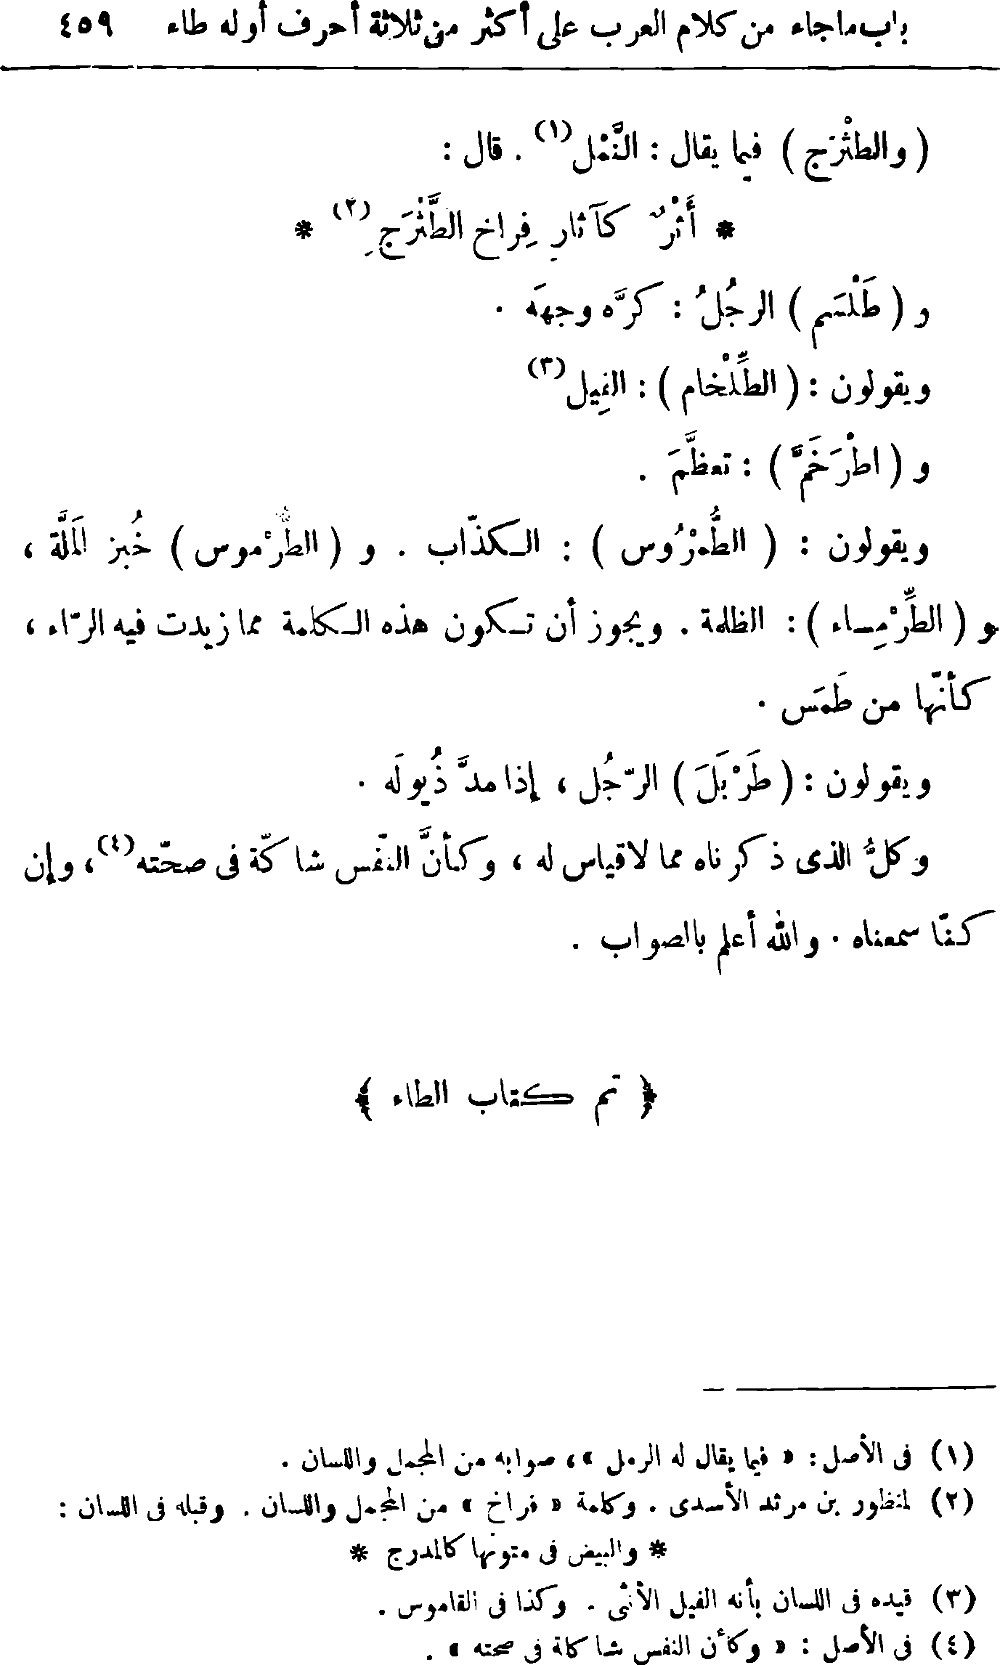 باب ما جاء من كلام العرب على أكثر من ثلاثة أحرف أوله طاء ٤٥٩
( والطثْرَج ) فيما يقال : النَّمْل(١) . قال :
* أَثْرٌ كآثار فِراخ الطَّثْرَجِ(٢) *
و ( طَلْسَم ) الرجُلُ : كرَّه وجهَه .
ويقولون : ( الطِّلْخام ) : الفِيل(٣)
و ( اطْرَخَمَّ ) : تعظَّمَ .
ويقولون : ( الطُّمْرُوس ) : الكذّاب . و ( الطُّرْموس ) خُبز المَلَّة ،
و ( الطِّرْمِساء ) : الظلمة . ويجوز أن تكون هذه الكلمة مما زيدت فيه الرّاء ،
كأنّها من طَمَسَ .
ويقولون : ( طَرْبَلَ ) الرّجُل ، إذا مدَّ ذُيولَه .
وكلُّ الذى ذكرناه مما لا قياس له ، وكأنَّ النّفس شاكّة فى صحّته(٤) ، وإن
كنّا سمعناه . والله أعلم بالصواب .
﴿ تم كتاب الطاء ﴾
(١) فى الأصل : « فيما يقال له الرمل » ، صوابه من المجمل واللسان .
(٢) لمنظور بن مرثد الأسدى . وكلمة « فراخ » من المجمل واللسان . وقبله فى اللسان :
* والبيض فى متونها كالمدرج *
(٣) قيده فى اللسان بأنه الفيل الأنثى . وكذا فى القاموس .
(٤) فى الأصل : « وكأن النفس شاكاة فى صحته » .